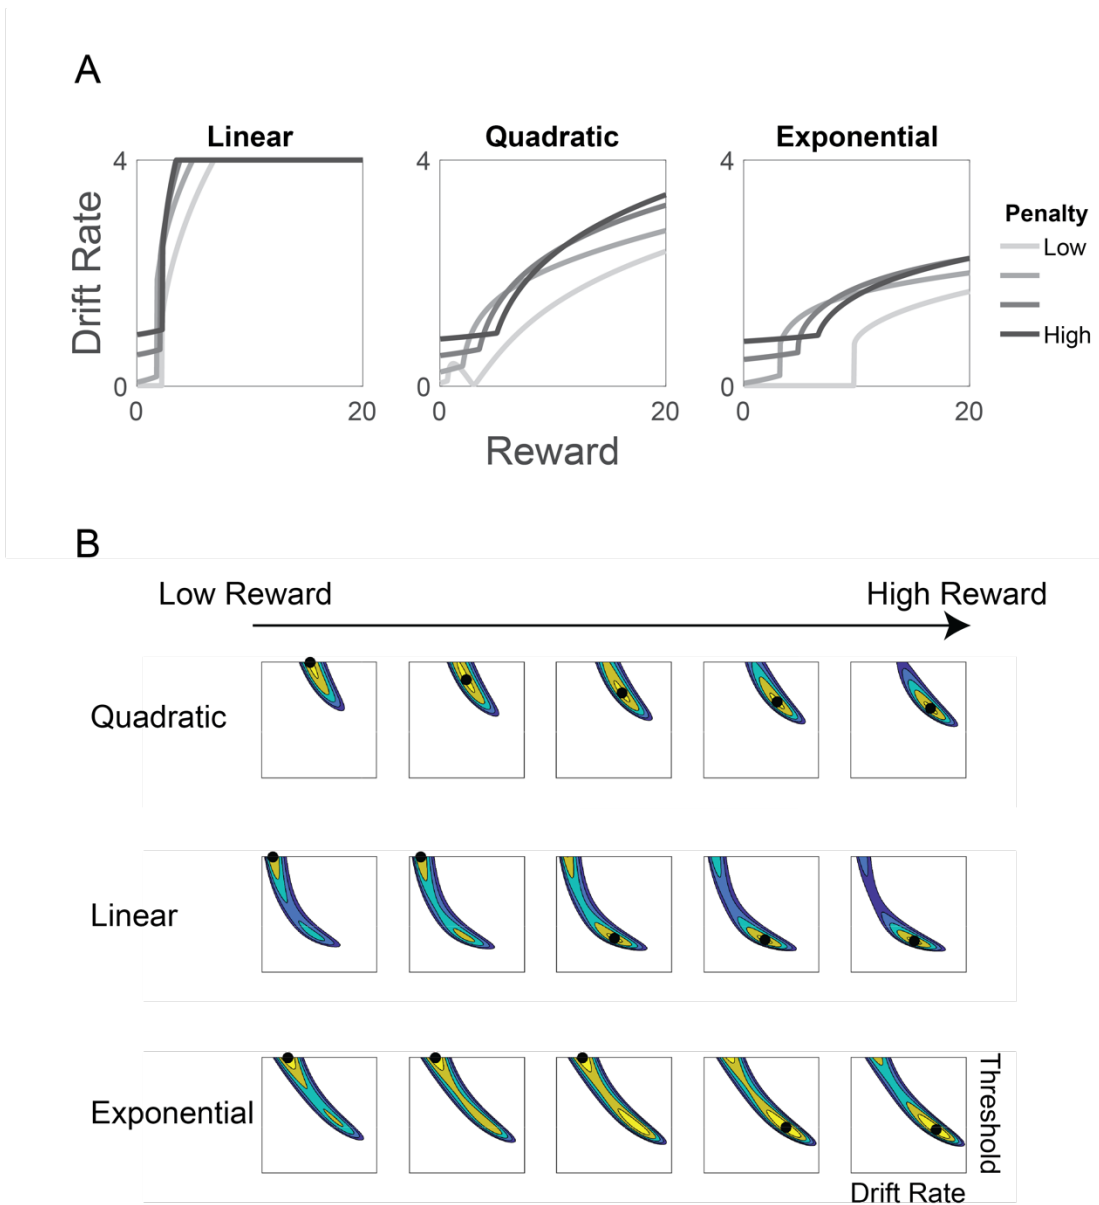 A
Linear
Quadratic
Exponential
4
4
4
Drift Rate
Penalty
Low
High
0
0
0
0
20
0
20
0
20
Reward
B
Low Reward
High Reward
Quadratic
Linear
Exponential
Threshold
Drift Rate